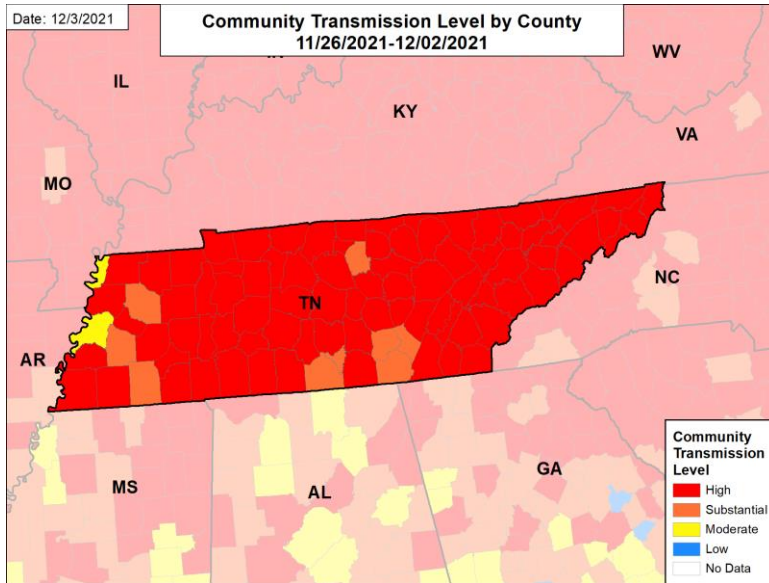 Date: 12/3/2021
Community Transmission Level by County
11/26/2021-12/02/2021
WV
IL
KY
VA
MO
NC
TN
AR
GA
MS
AL
Community
Transmission
Level
High
Substantial
Moderate
Low
No Data